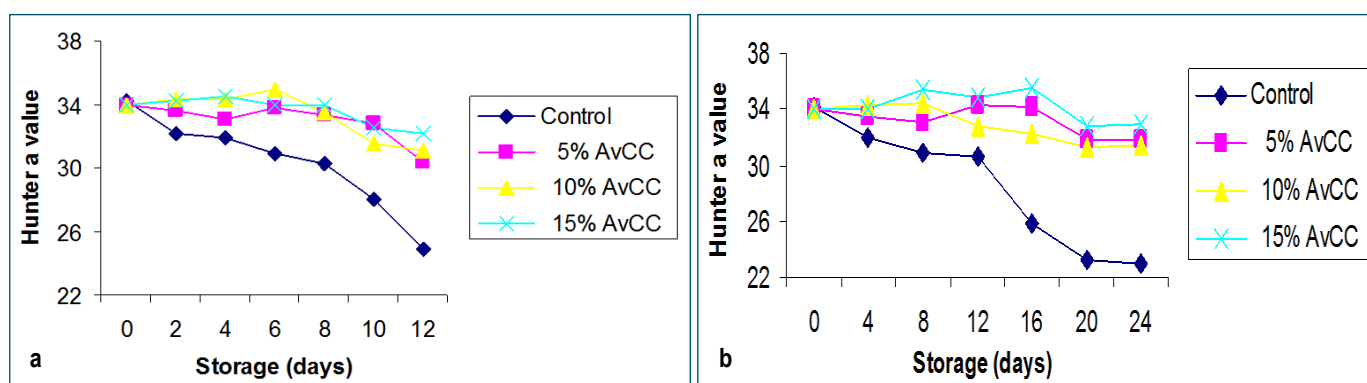 38
34
30
26
22
Hunter a value
0 2 4 6 8 10 12
Storage (days)
a
Control
5% AvCC
10% AvCC
15% AvCC
38
34
30
26
22
Hunter a value
0 4 8 12 16 20 24
Storage (days)
b
Control
5% AvCC
10% AvCC
15% AvCC